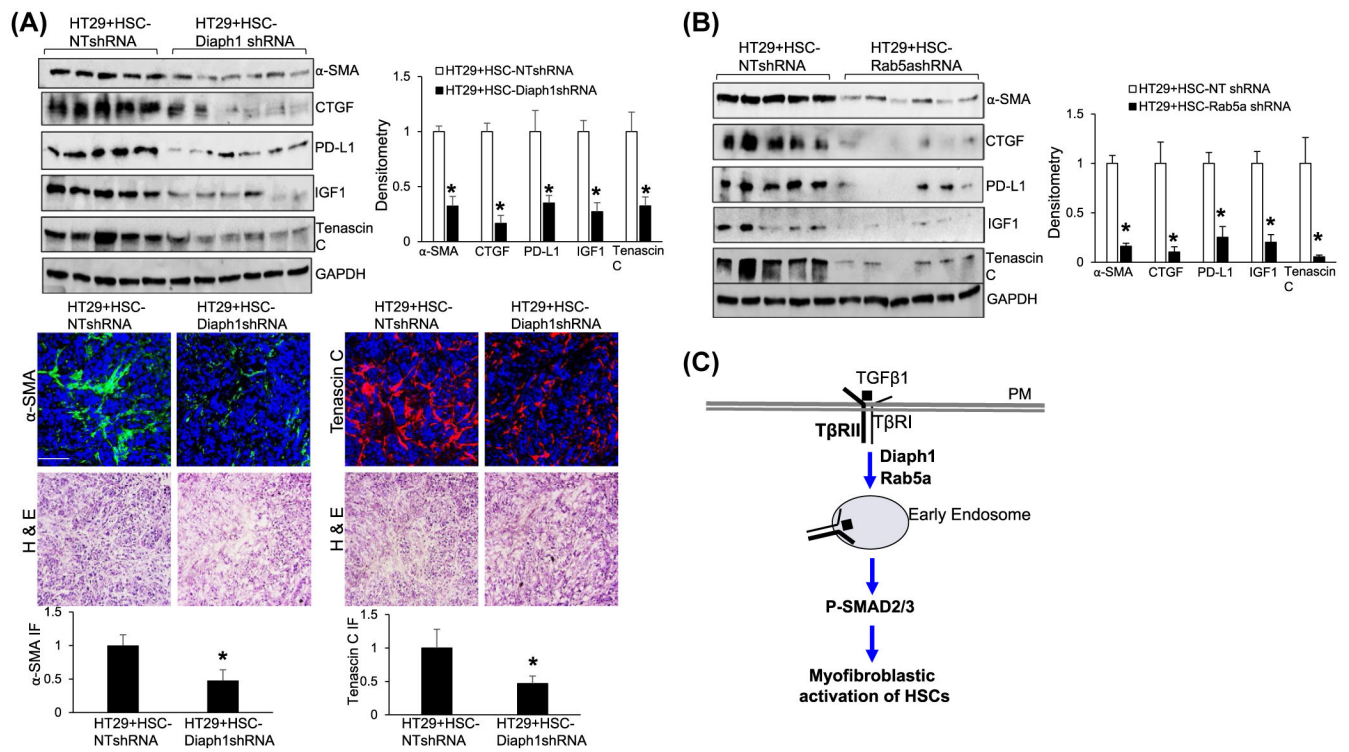 (A)
HT29+HSC-
NTshRNA
HT29+HSC-
Diaph1 shRNA
α-SMA
CTGF
PD-L1
IGF1
Tenascin
C
GAPDH
HT29+HSC-NTshRNA
HT29+HSC-Diaph1shRNA
Densitometry
1.5
1
0.5
0
*
*
*
*
*
α-SMA
CTGF
PD-L1
IGF1
Tenascin
C
HT29+HSC-
NTshRNA
HT29+HSC-
Diaph1shRNA
α-SMA
H & E
HT29+HSC-
NTshRNA
HT29+HSC-
Diaph1shRNA
Tenascin C
H & E
α-SMA IF
1.5
1
0.5
0
*
HT29+HSC-
NTshRNA
HT29+HSC-
Diaph1shRNA
Tenascin C IF
1.5
1
0.5
0
*
HT29+HSC-
NTshRNA
HT29+HSC-
Diaph1shRNA
(B)
HT29+HSC-
NTshRNA
HT29+HSC-
Rab5ashRNA
α-SMA
CTGF
PD-L1
IGF1
Tenascin
C
GAPDH
HT29+HSC-NT shRNA
HT29+HSC-Rab5a shRNA
Densitometry
1.5
1
0.5
0
*
*
*
*
*
α-SMA
CTGF
PD-L1
IGF1
Tenascin
C
(C)
TGFβ1
PM
TβRII
TβRI
Diaph1
Rab5a
Early Endosome
P-SMAD2/3
Myofibroblastic
activation of HSCs